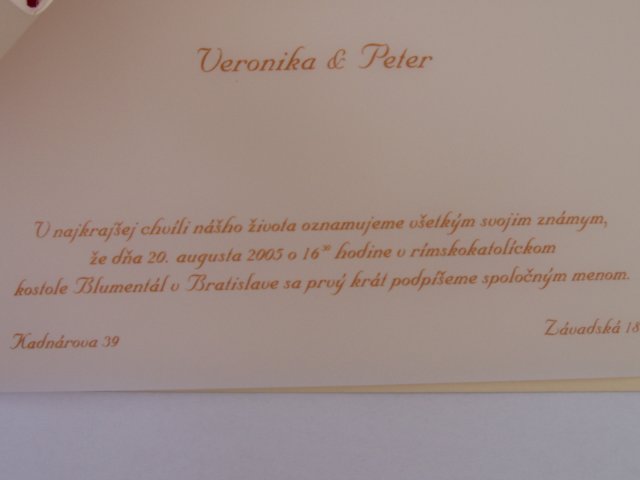 Veronika & Peter
V najkrajšej chvíli nášho života oznamujeme všetkým svojim známym,
že dňa 20. augusta 2005 o 16³⁰ hodine v rímskokatolíckom
kostole Blumentál v Bratislave sa prvý krát podpíšeme spoločným menom.
Kadnárova 39
Závadská 18